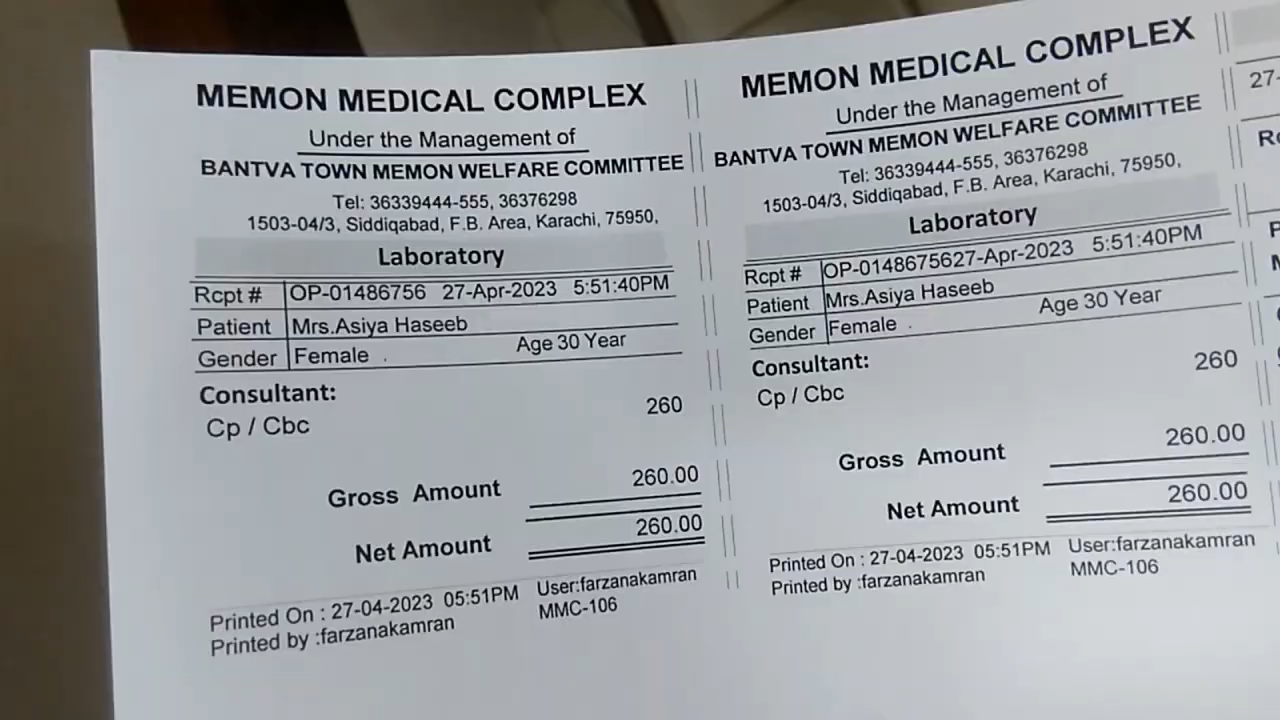 MEMON MEDICAL COMPLEX
Under the Management of
BANTVA TOWN MEMON WELFARE COMMITTEE
Tel: 36339444-555, 36376298
1503-04/3, Siddiqabad, F.B. Area, Karachi, 75950,
Laboratory
Rcpt # OP-01486756 27-Apr-2023 5:51:40PM
Patient Mrs.Asiya Haseeb
Gender Female . Age 30 Year
Consultant:
Cp / Cbc 260
Gross Amount 260.00
Net Amount 260.00
Printed On : 27-04-2023 05:51PM User:farzanakamran
Printed by :farzanakamran MMC-106
MEMON MEDICAL COMPLEX
Under the Management of
BANTVA TOWN MEMON WELFARE COMMITTEE
Tel: 36339444-555, 36376298
1503-04/3, Siddiqabad, F.B. Area, Karachi, 75950,
Laboratory
Rcpt # OP-0148675627-Apr-2023 5:51:40PM
Patient Mrs.Asiya Haseeb
Gender Female . Age 30 Year
Consultant:
Cp / Cbc 260
Gross Amount 260.00
Net Amount 260.00
Printed On : 27-04-2023 05:51PM User:farzanakamran
Printed by :farzanakamran MMC-106
27-